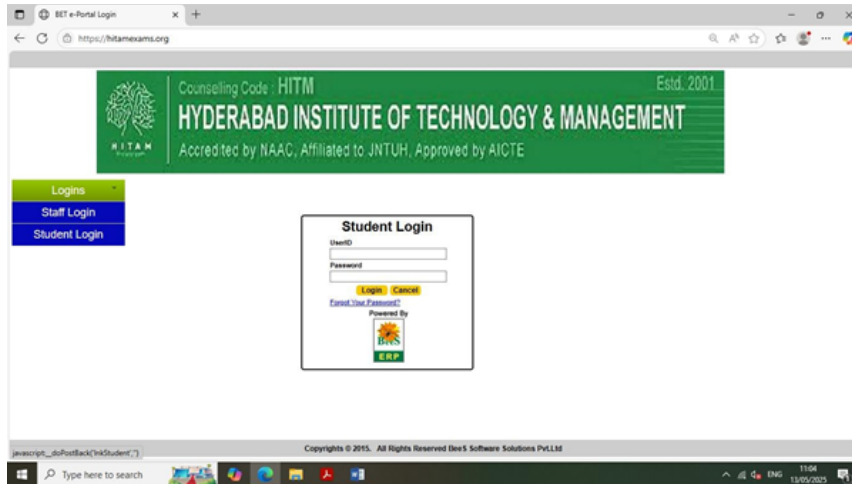 BET e-Portal Login
https://hitamexams.org
Counseling Code : HITM
Estd. 2001
HYDERABAD INSTITUTE OF TECHNOLOGY & MANAGEMENT
Accredited by NAAC, Affiliated to JNTUH, Approved by AICTE
HITAM
Logins
Staff Login
Student Login
Student Login
UserID
Password
Login Cancel
Forgot Your Password?
Powered By
BeeS
ERP
Copyrights © 2015. All Rights Reserved BeeS Software Solutions Pvt.Ltd
javascript:__doPostBack('lnkStudent','')
Type here to search
ENG
11:04
13/05/2025